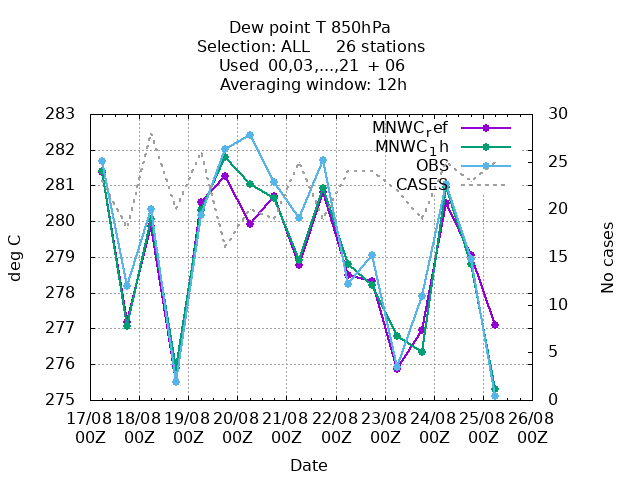 Dew point T 850hPa
Selection: ALL     26 stations
Used  00,03,...,21  + 06
Averaging window: 12h
283
282
281
280
279
278
277
276
275
30
25
20
15
10
5
0
deg C
No cases
MNWC_ref
MNWC_1h
OBS
CASES
17/08 18/08 19/08 20/08 21/08 22/08 23/08 24/08 25/08 26/08
00Z 00Z 00Z 00Z 00Z 00Z 00Z 00Z 00Z 00Z
Date